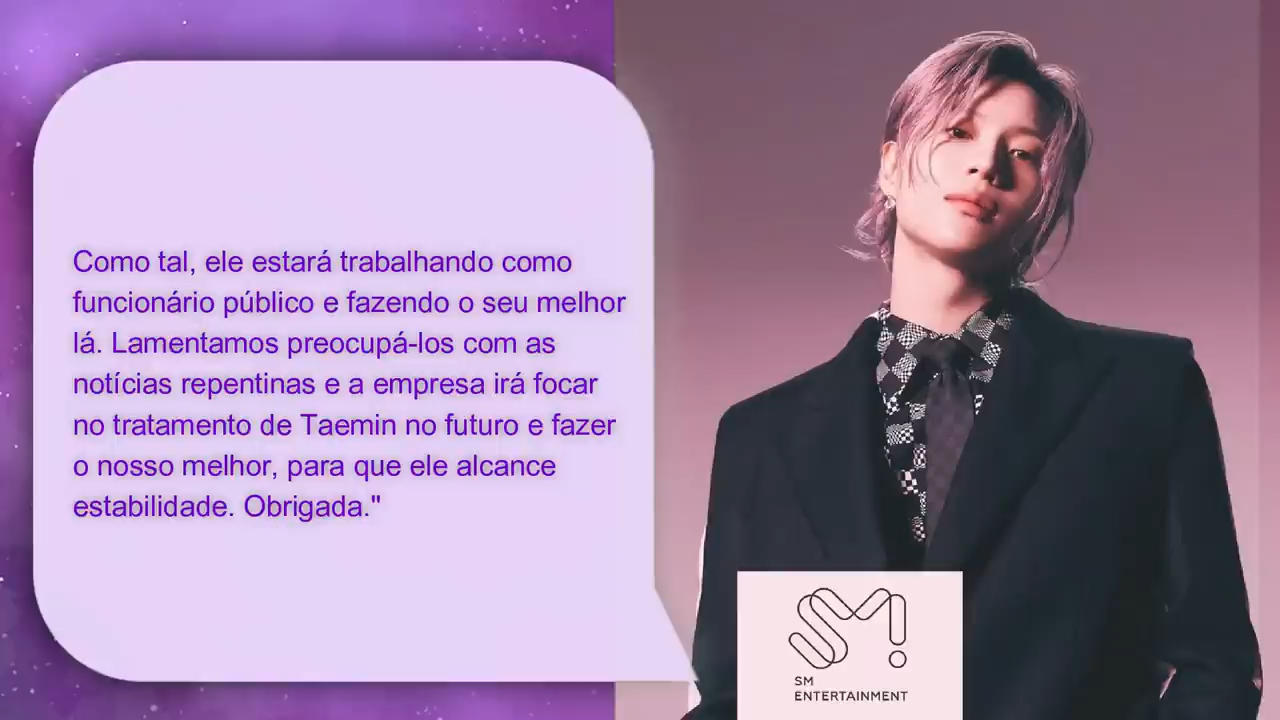 Como tal, ele estará trabalhando como
funcionário público e fazendo o seu melhor
lá. Lamentamos preocupá-los com as
notícias repentinas e a empresa irá focar
no tratamento de Taemin no futuro e fazer
o nosso melhor, para que ele alcance
estabilidade. Obrigada."
SM
ENTERTAINMENT